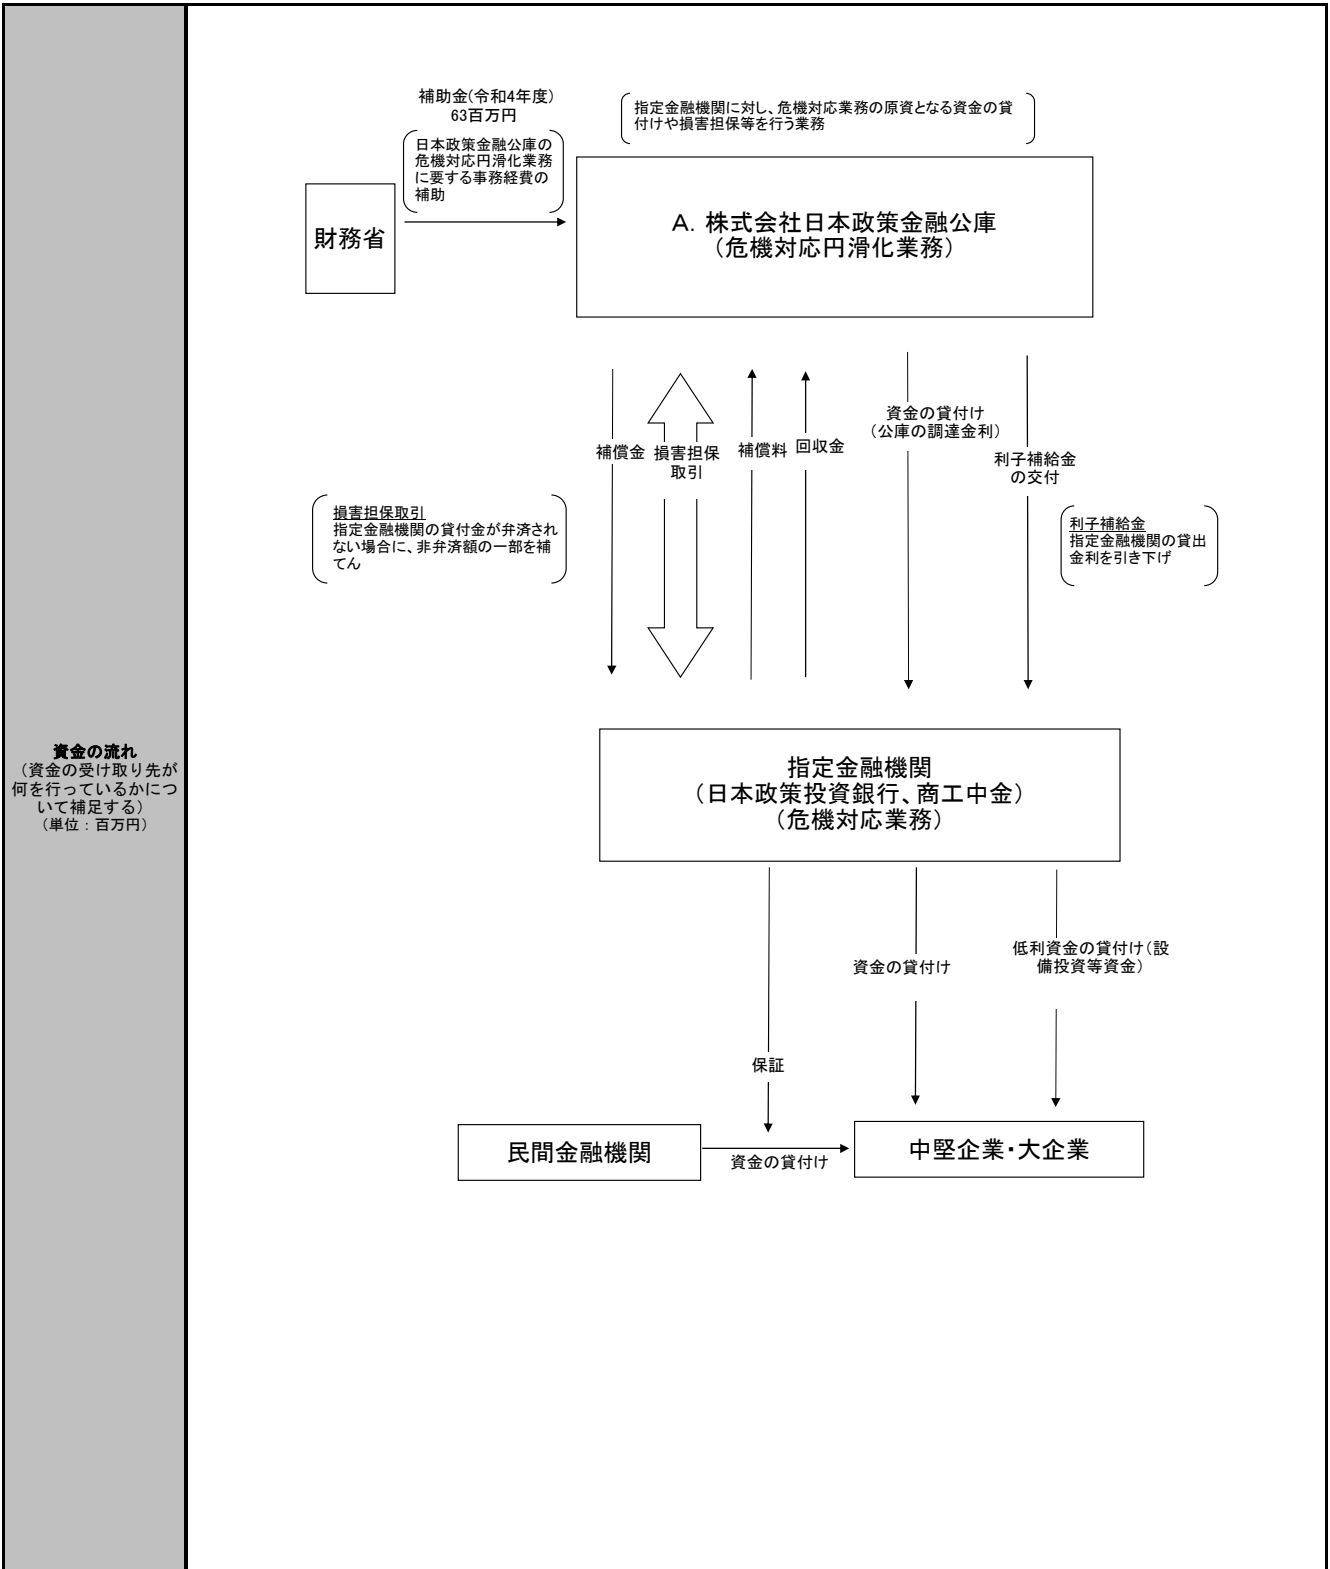 資金の流れ
（資金の受け取り先が
何を行っているかにつ
いて補足する）
（単位：百万円）
補助金(令和4年度)
63百万円
日本政策金融公庫の
危機対応円滑化業務
に要する事務経費の
補助
指定金融機関に対し、危機対応業務の原資となる資金の貸
付けや損害担保等を行う業務
財務省
A．株式会社日本政策金融公庫
（危機対応円滑化業務）
補償金
損害担保
取引
補償料
回収金
資金の貸付け
（公庫の調達金利）
利子補給金
の交付
損害担保取引
指定金融機関の貸付金が弁済され
ない場合に、非弁済額の一部を補
てん
利子補給金
指定金融機関の貸出
金利を引き下げ
指定金融機関
（日本政策投資銀行、商工中金）
（危機対応業務）
資金の貸付け
低利資金の貸付け（設
備投資等資金）
保証
民間金融機関
資金の貸付け
中堅企業・大企業